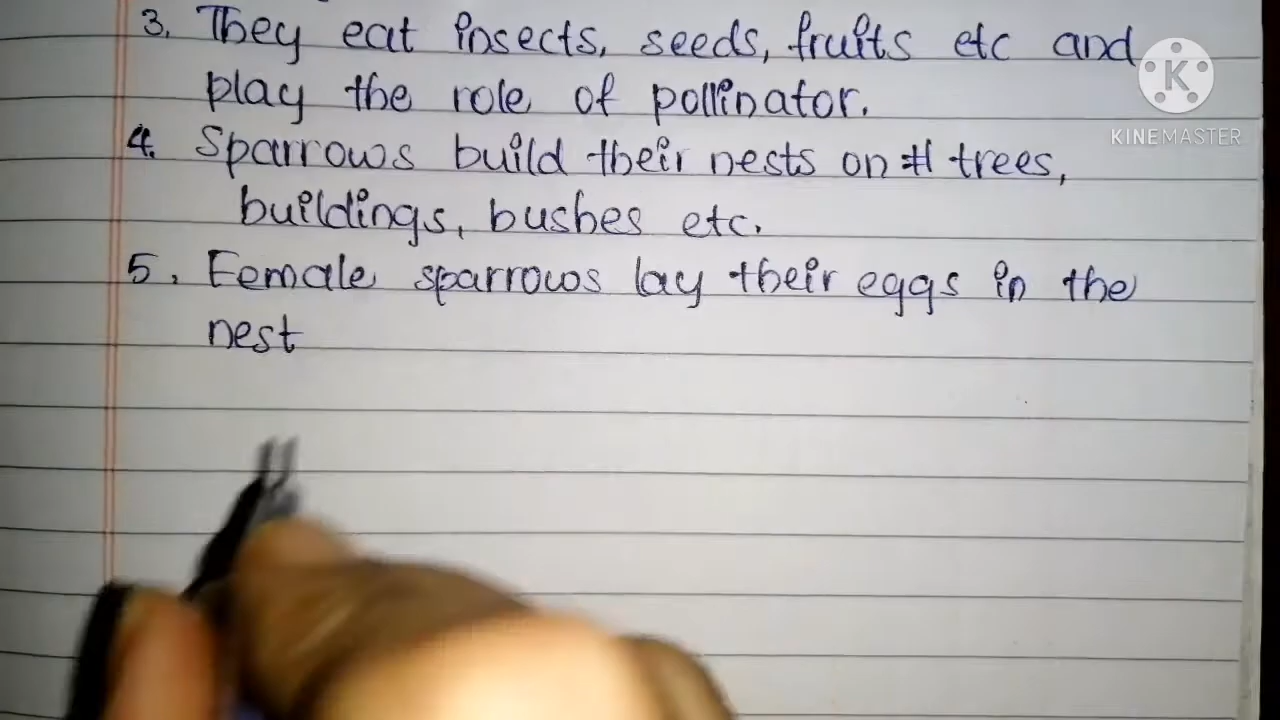 3. They eat insects, seeds, fruits etc and
play the role of pollinator.
4. Sparrows build their nests on trees,
buildings, bushes etc.
5. Female sparrows lay their eggs in the
nest
K
KINEMASTER